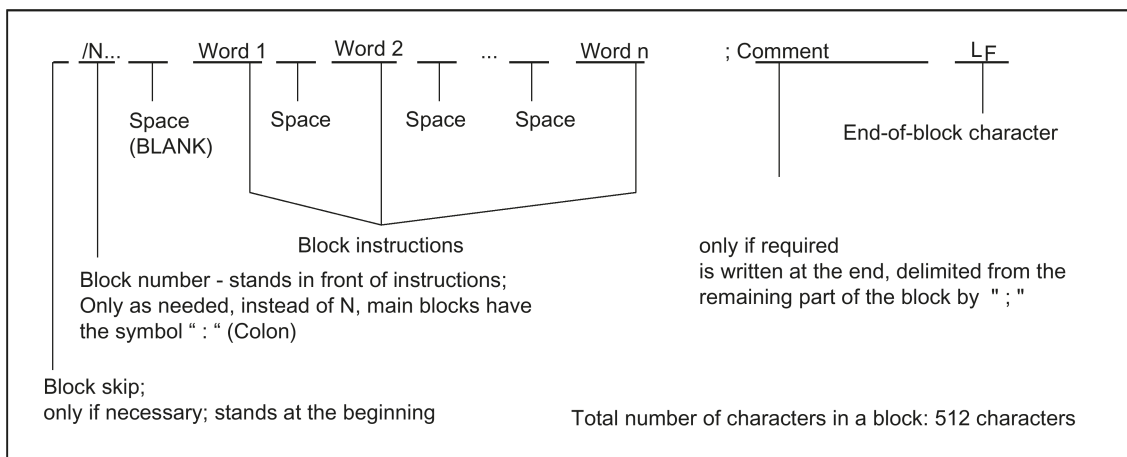 /N... Word 1 Word 2 ... Word n ; Comment LF
Space
(BLANK)
Space
Space
Space
End-of-block character
Block instructions
Block number - stands in front of instructions;
Only as needed, instead of N, main blocks have
the symbol “ : “ (Colon)
only if required
is written at the end, delimited from the
remaining part of the block by " ; "
Block skip;
only if necessary; stands at the beginning
Total number of characters in a block: 512 characters